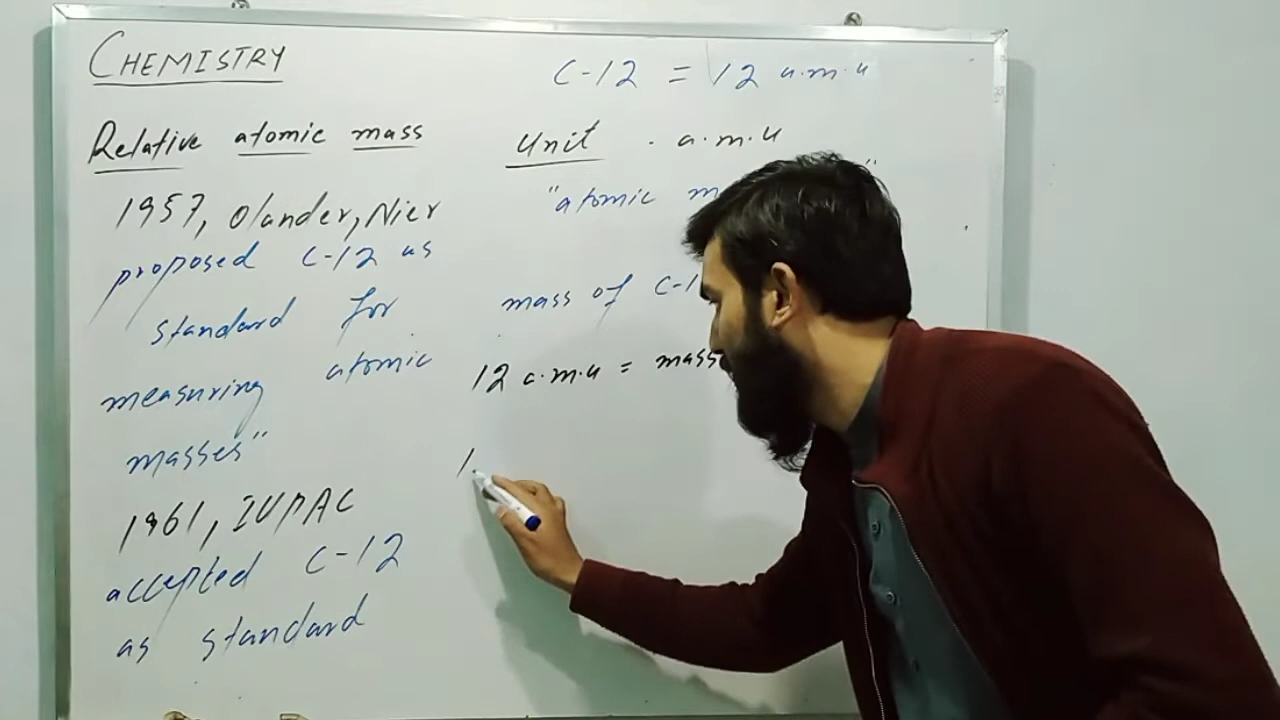 CHEMISTRY
Relative atomic mass
1957, Olander, Nier
proposed C-12 as
standard for
measuring atomic
masses"
1961, IUPAC
accepted C-12
as standard
C-12 = 12 a.m.u
Unit . a.m.u
"atomic m "
mass of C-1
12 a.m.u = mass
1